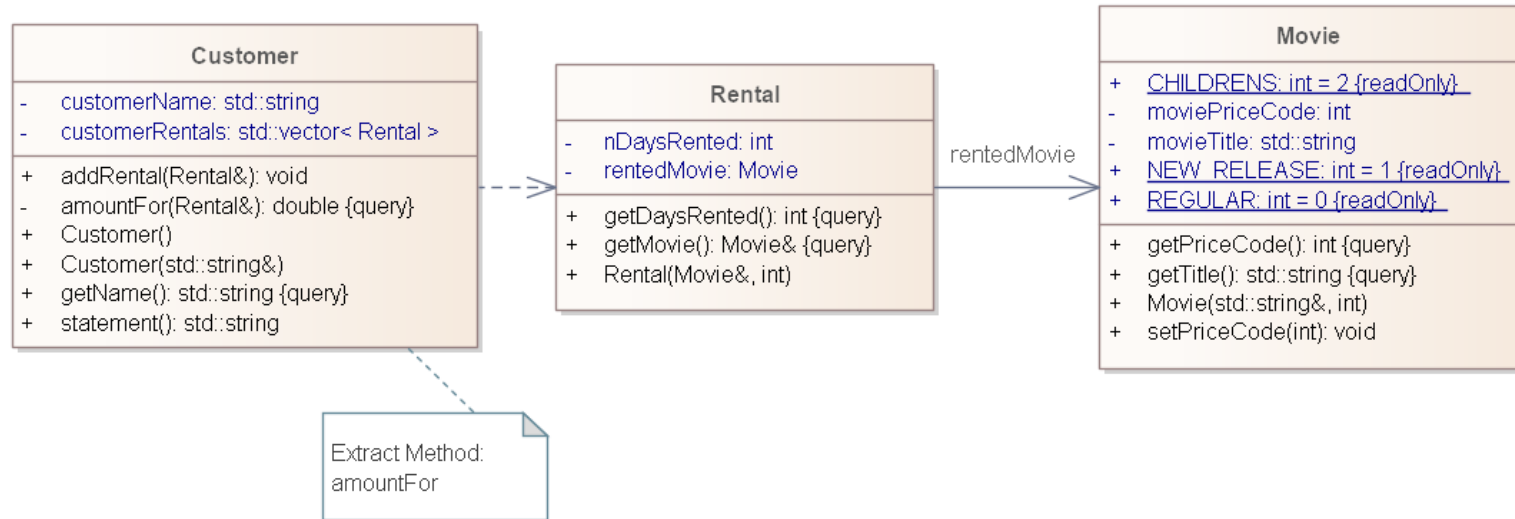 Customer
- customerName: std::string
- customerRentals: std::vector< Rental >
+ addRental(Rental&): void
- amountFor(Rental&): double {query}
+ Customer()
+ Customer(std::string&)
+ getName(): std::string {query}
+ statement(): std::string
Extract Method:
amountFor
Rental
- nDaysRented: int
- rentedMovie: Movie
+ getDaysRented(): int {query}
+ getMovie(): Movie& {query}
+ Rental(Movie&, int)
rentedMovie
Movie
+ CHILDRENS: int = 2 {readOnly}
- moviePriceCode: int
- movieTitle: std::string
+ NEW_RELEASE: int = 1 {readOnly}
+ REGULAR: int = 0 {readOnly}
+ getPriceCode(): int {query}
+ getTitle(): std::string {query}
+ Movie(std::string&, int)
+ setPriceCode(int): void